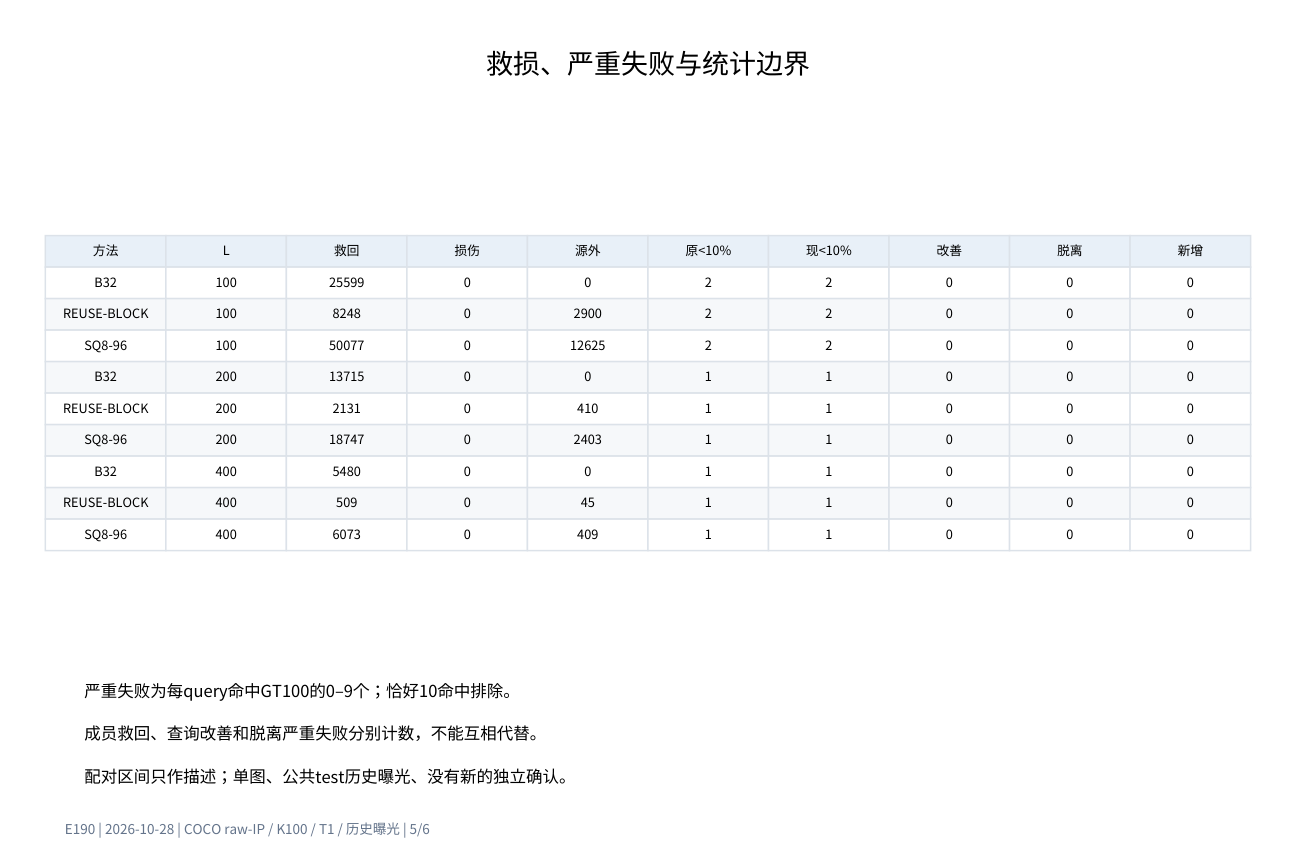 救损、严重失败与统计边界
方法 L 救回 损伤 源外 原<10% 现<10% 改善 脱离 新增
B32 100 25599 0 0 2 2 0 0 0
REUSE-BLOCK 100 8248 0 2900 2 2 0 0 0
SQ8-96 100 50077 0 12625 2 2 0 0 0
B32 200 13715 0 0 1 1 0 0 0
REUSE-BLOCK 200 2131 0 410 1 1 0 0 0
SQ8-96 200 18747 0 2403 1 1 0 0 0
B32 400 5480 0 0 1 1 0 0 0
REUSE-BLOCK 400 509 0 45 1 1 0 0 0
SQ8-96 400 6073 0 409 1 1 0 0 0
严重失败为每query命中GT100的0–9个；恰好10命中排除。
成员救回、查询改善和脱离严重失败分别计数，不能互相代替。
配对区间只作描述；单图、公共test历史曝光、没有新的独立确认。
E190 | 2026-10-28 | COCO raw-IP / K100 / T1 / 历史曝光 | 5/6